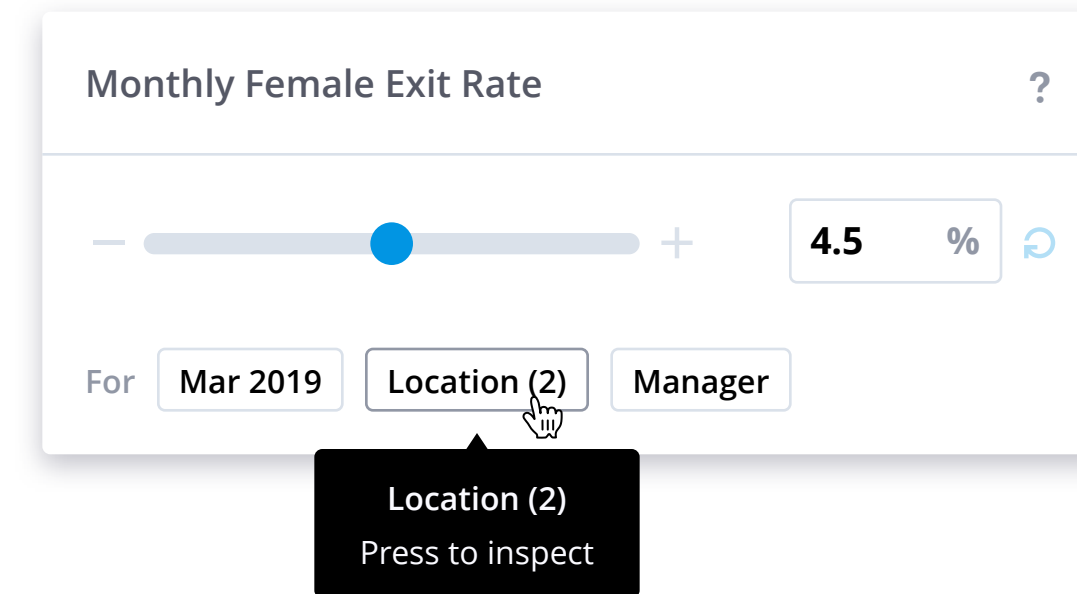 Monthly Female Exit Rate ?
4.5 %
For Mar 2019 Location (2) Manager
Location (2)
Press to inspect